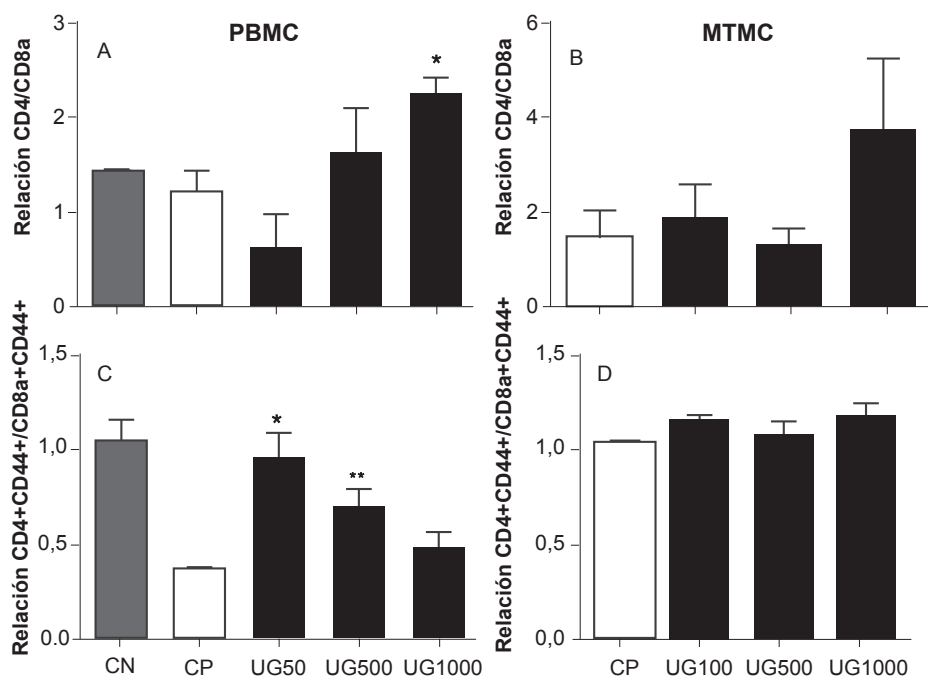 PBMC
MTMC
A
B
Relación CD4/CD8a
3
2
1
0
*
Relación CD4/CD8a
6
4
2
0
C
D
Relación CD4+CD44+/CD8a+CD44+
1,5
1,0
0,5
0.0
*
**
CN
CP
UG50
UG500
UG1000
Relación CD4+CD44+/CD8a+CD44+
1,5
1,0
0,5
0,0
CP
UG100
UG500
UG1000